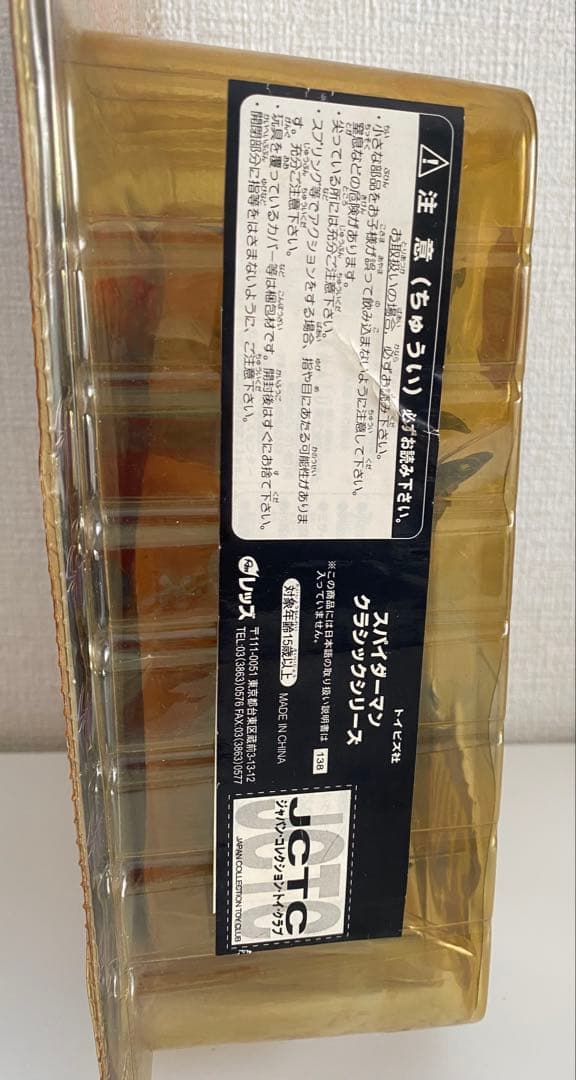 ⚠ 注意(ちゅうい) 必ずお読み下さい。
お取扱いの場合、必ずお読み下さい。
・小さな部品をお子様が誤って飲み込まないように注意して下さい。
窒息などの危険があります。
・尖っている所には充分ご注意下さい。
・スプリング等でアクションをする場合、指や目にあたる可能性がありま
す。充分ご注意下さい。
・玩具を覆っているカバー等は梱包材です。開封後はすぐにお捨て下さい。
・開閉部分に指等をはさまないように、ご注意下さい。
トイビズ社
スパイダーマン
クラシックシリーズ
※この商品には日本語の取り扱い説明書は
入っていません。
138
対象年齢15歳以上
MADE IN CHINA
レッズ
〒111-0051 東京都台東区蔵前3-13-12
TEL:03(3863)0576 FAX:03(3863)0577
JCTC
ジャパン・コレクション・トイ・クラブ
JAPAN COLLECTION TOY CLUB